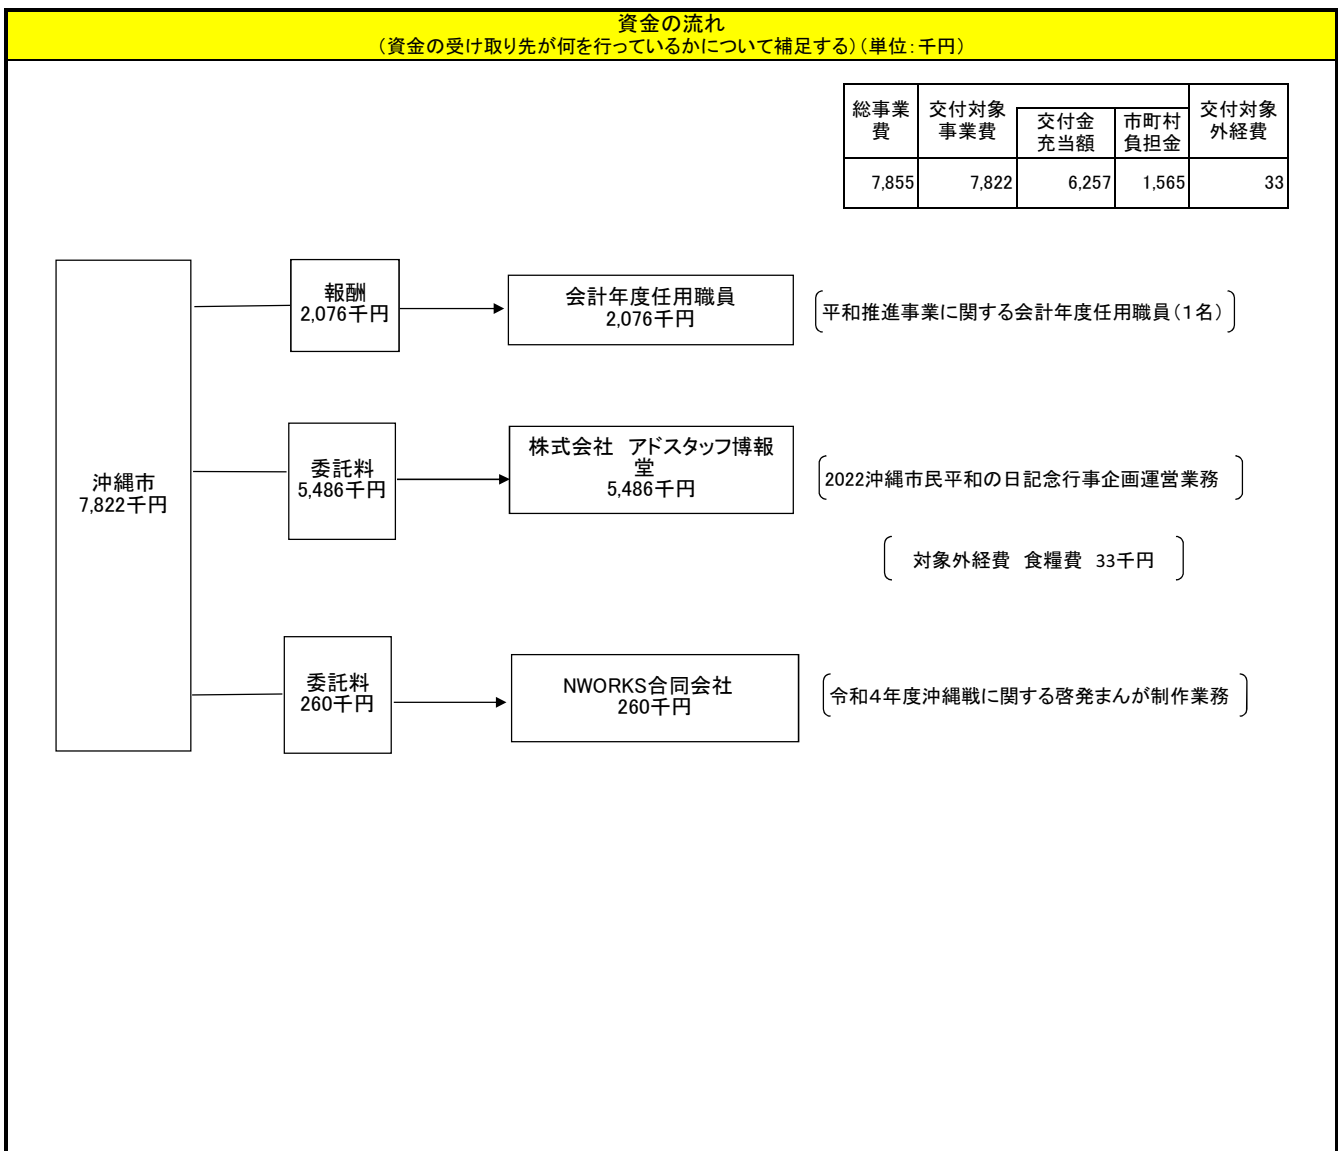 資金の流れ
（資金の受け取り先が何を行っているかについて補足する）（単位：千円）
総事業
費
交付対象
事業費
交付金
充当額
市町村
負担金
交付対象
外経費
7,855
7,822
6,257
1,565
33
沖縄市
7,822千円
報酬
2,076千円
会計年度任用職員
2,076千円
平和推進事業に関する会計年度任用職員（１名）
委託料
5,486千円
株式会社　アドスタッフ博報
堂
5,486千円
2022沖縄市民平和の日記念行事企画運営業務
対象外経費　食糧費　33千円
委託料
260千円
NWORKS合同会社
260千円
令和４年度沖縄戦に関する啓発まんが制作業務